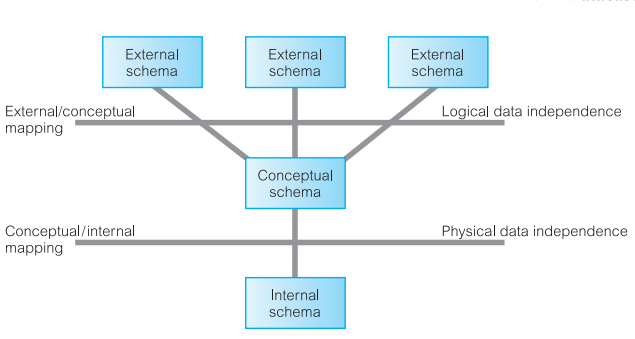 External
schema
External
schema
External
schema
External/conceptual
mapping
Logical data independence
Conceptual
schema
Conceptual/internal
mapping
Physical data independence
Internal
schema